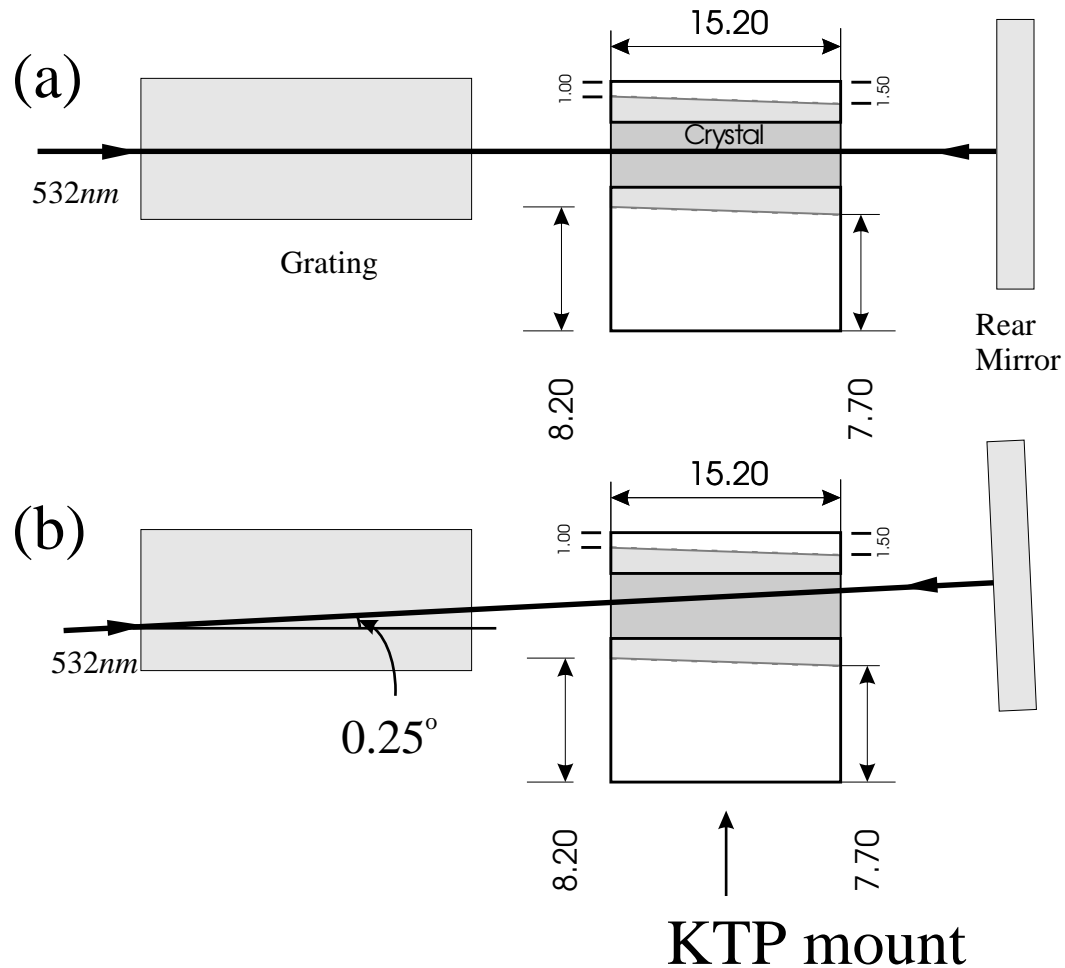 (a)
15.20
1.00
1.50
Crystal
532nm
Grating
Rear
Mirror
8.20
7.70
(b)
15.20
1.00
1.50
532nm
0.25°
8.20
7.70
KTP mount